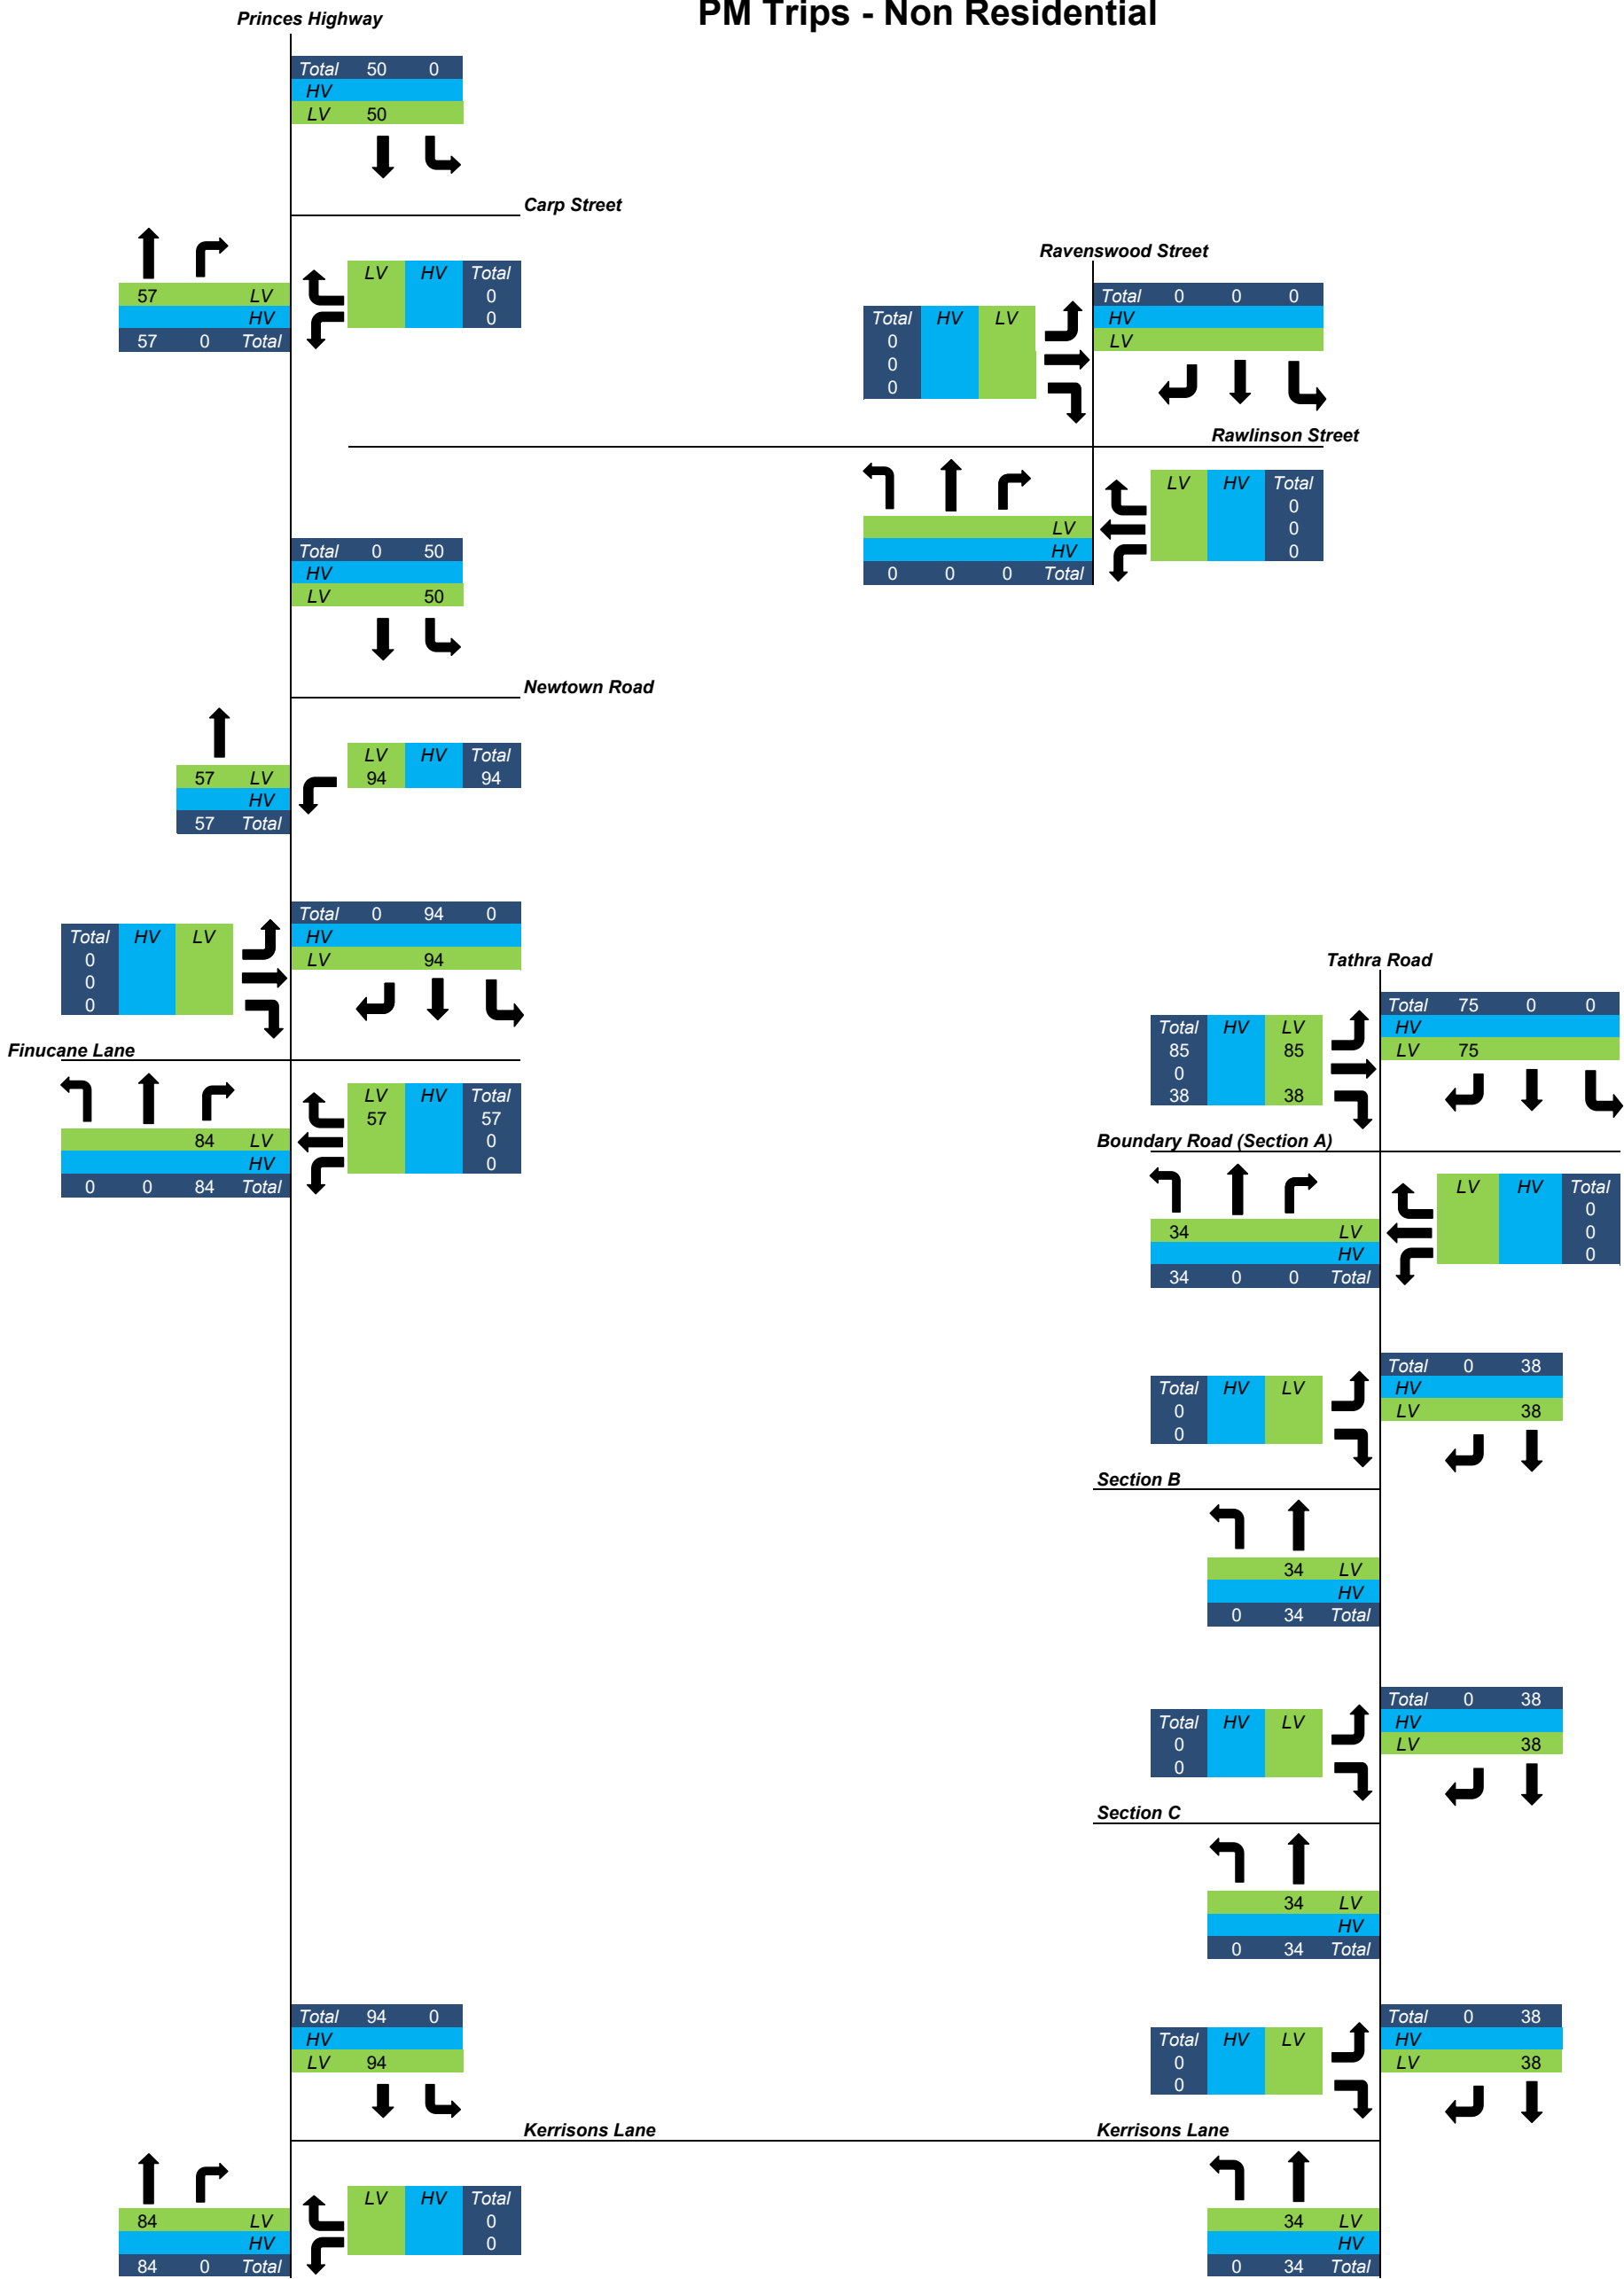 PM Trips - Non Residential
Princes Highway
Total 50 0
HV
LV 50
Carp Street
57 LV
HV
57 0 Total
LV HV Total
0
0
Ravenswood Street
Total HV LV
0
0
0
Total 0 0 0
HV
LV
Rawlinson Street
LV
HV
0 0 0 Total
LV HV Total
0
0
0
Total 0 50
HV
LV 50
Newtown Road
57 LV
HV
57 Total
LV HV Total
94 94
Total HV LV
0
0
0
Total 0 94 0
HV
LV 94
Finucane Lane
84 LV
HV
0 0 84 Total
LV HV Total
57 57
0
0
Tathra Road
Total HV LV
85 85
0
38 38
Total 75 0 0
HV
LV 75
Boundary Road (Section A)
34 LV
HV
34 0 0 Total
LV HV Total
0
0
0
Total HV LV
0
0
Total 0 38
HV
LV 38
Section B
34 LV
HV
0 34 Total
Total HV LV
0
0
Total 0 38
HV
LV 38
Section C
34 LV
HV
0 34 Total
Total 94 0
HV
LV 94
Kerrisons Lane
84 LV
HV
84 0 Total
LV HV Total
0
0
Total HV LV
0
0
Total 0 38
HV
LV 38
Kerrisons Lane
34 LV
HV
0 34 Total